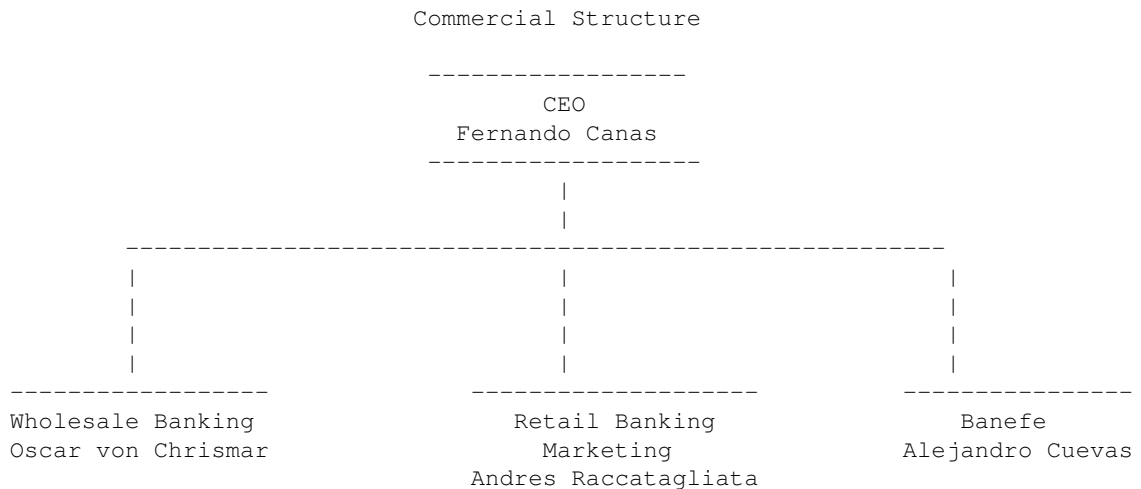 Commercial Structure
CEO
Fernando Canas
Wholesale Banking
Oscar von Chrismar
Retail Banking
Marketing
Andres Raccatagliata
Banefe
Alejandro Cuevas